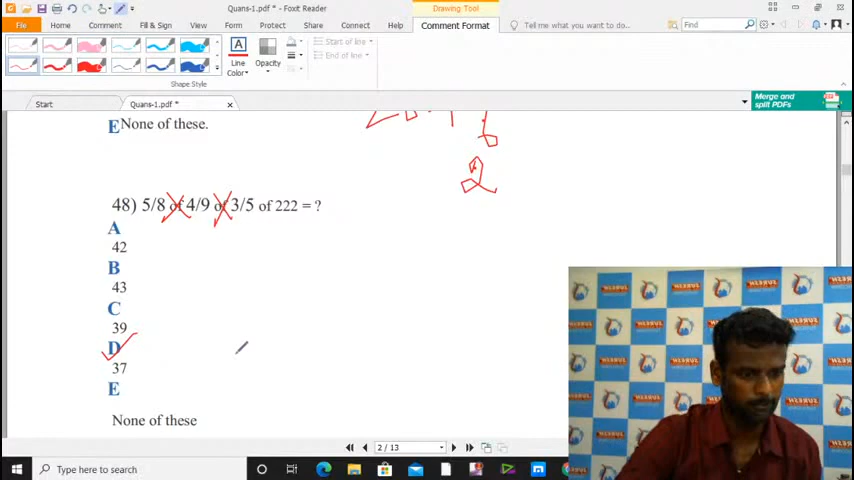 Quans-1.pdf * - Foxit Reader
Drawing Tool
File
Home
Comment
View
Form
Protect
Share
Connect
Help
Comment Format
Tell me what you want to do...
Find
Line Color
Opacity
Start of line
End of line
Shape Style
Start
Quans-1.pdf *
Merge and split PDFs
E None of these.
2
48) 5/8 of 4/9 of 3/5 of 222 = ?
A
42
B
43
C
39
D
37
E
None of these
2 / 13
Type here to search